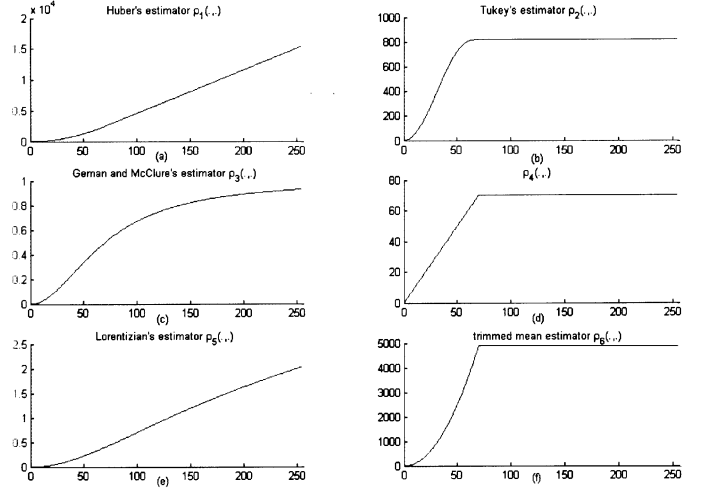 x 10^4
Huber's estimator ρ1(.,.)
2
1.5
1
0.5
0
0 50 100 150 200 250
(a)
Tukey's estimator ρ2(.,.)
1000
800
600
400
200
0
0 50 100 150 200 250
(b)
Geman and McClure's estimator ρ3(.,.)
1
0.8
0.6
0.4
0.2
0
0 50 100 150 200 250
(c)
ρ4(.,.)
80
60
40
20
0
0 50 100 150 200 250
(d)
Lorentizian's estimator ρ5(.,.)
2.5
2
1.5
1
0.5
0
0 50 100 150 200 250
(e)
trimmed mean estimator ρ6(.,.)
5000
4000
3000
2000
1000
0
0 50 100 150 200 250
(f)